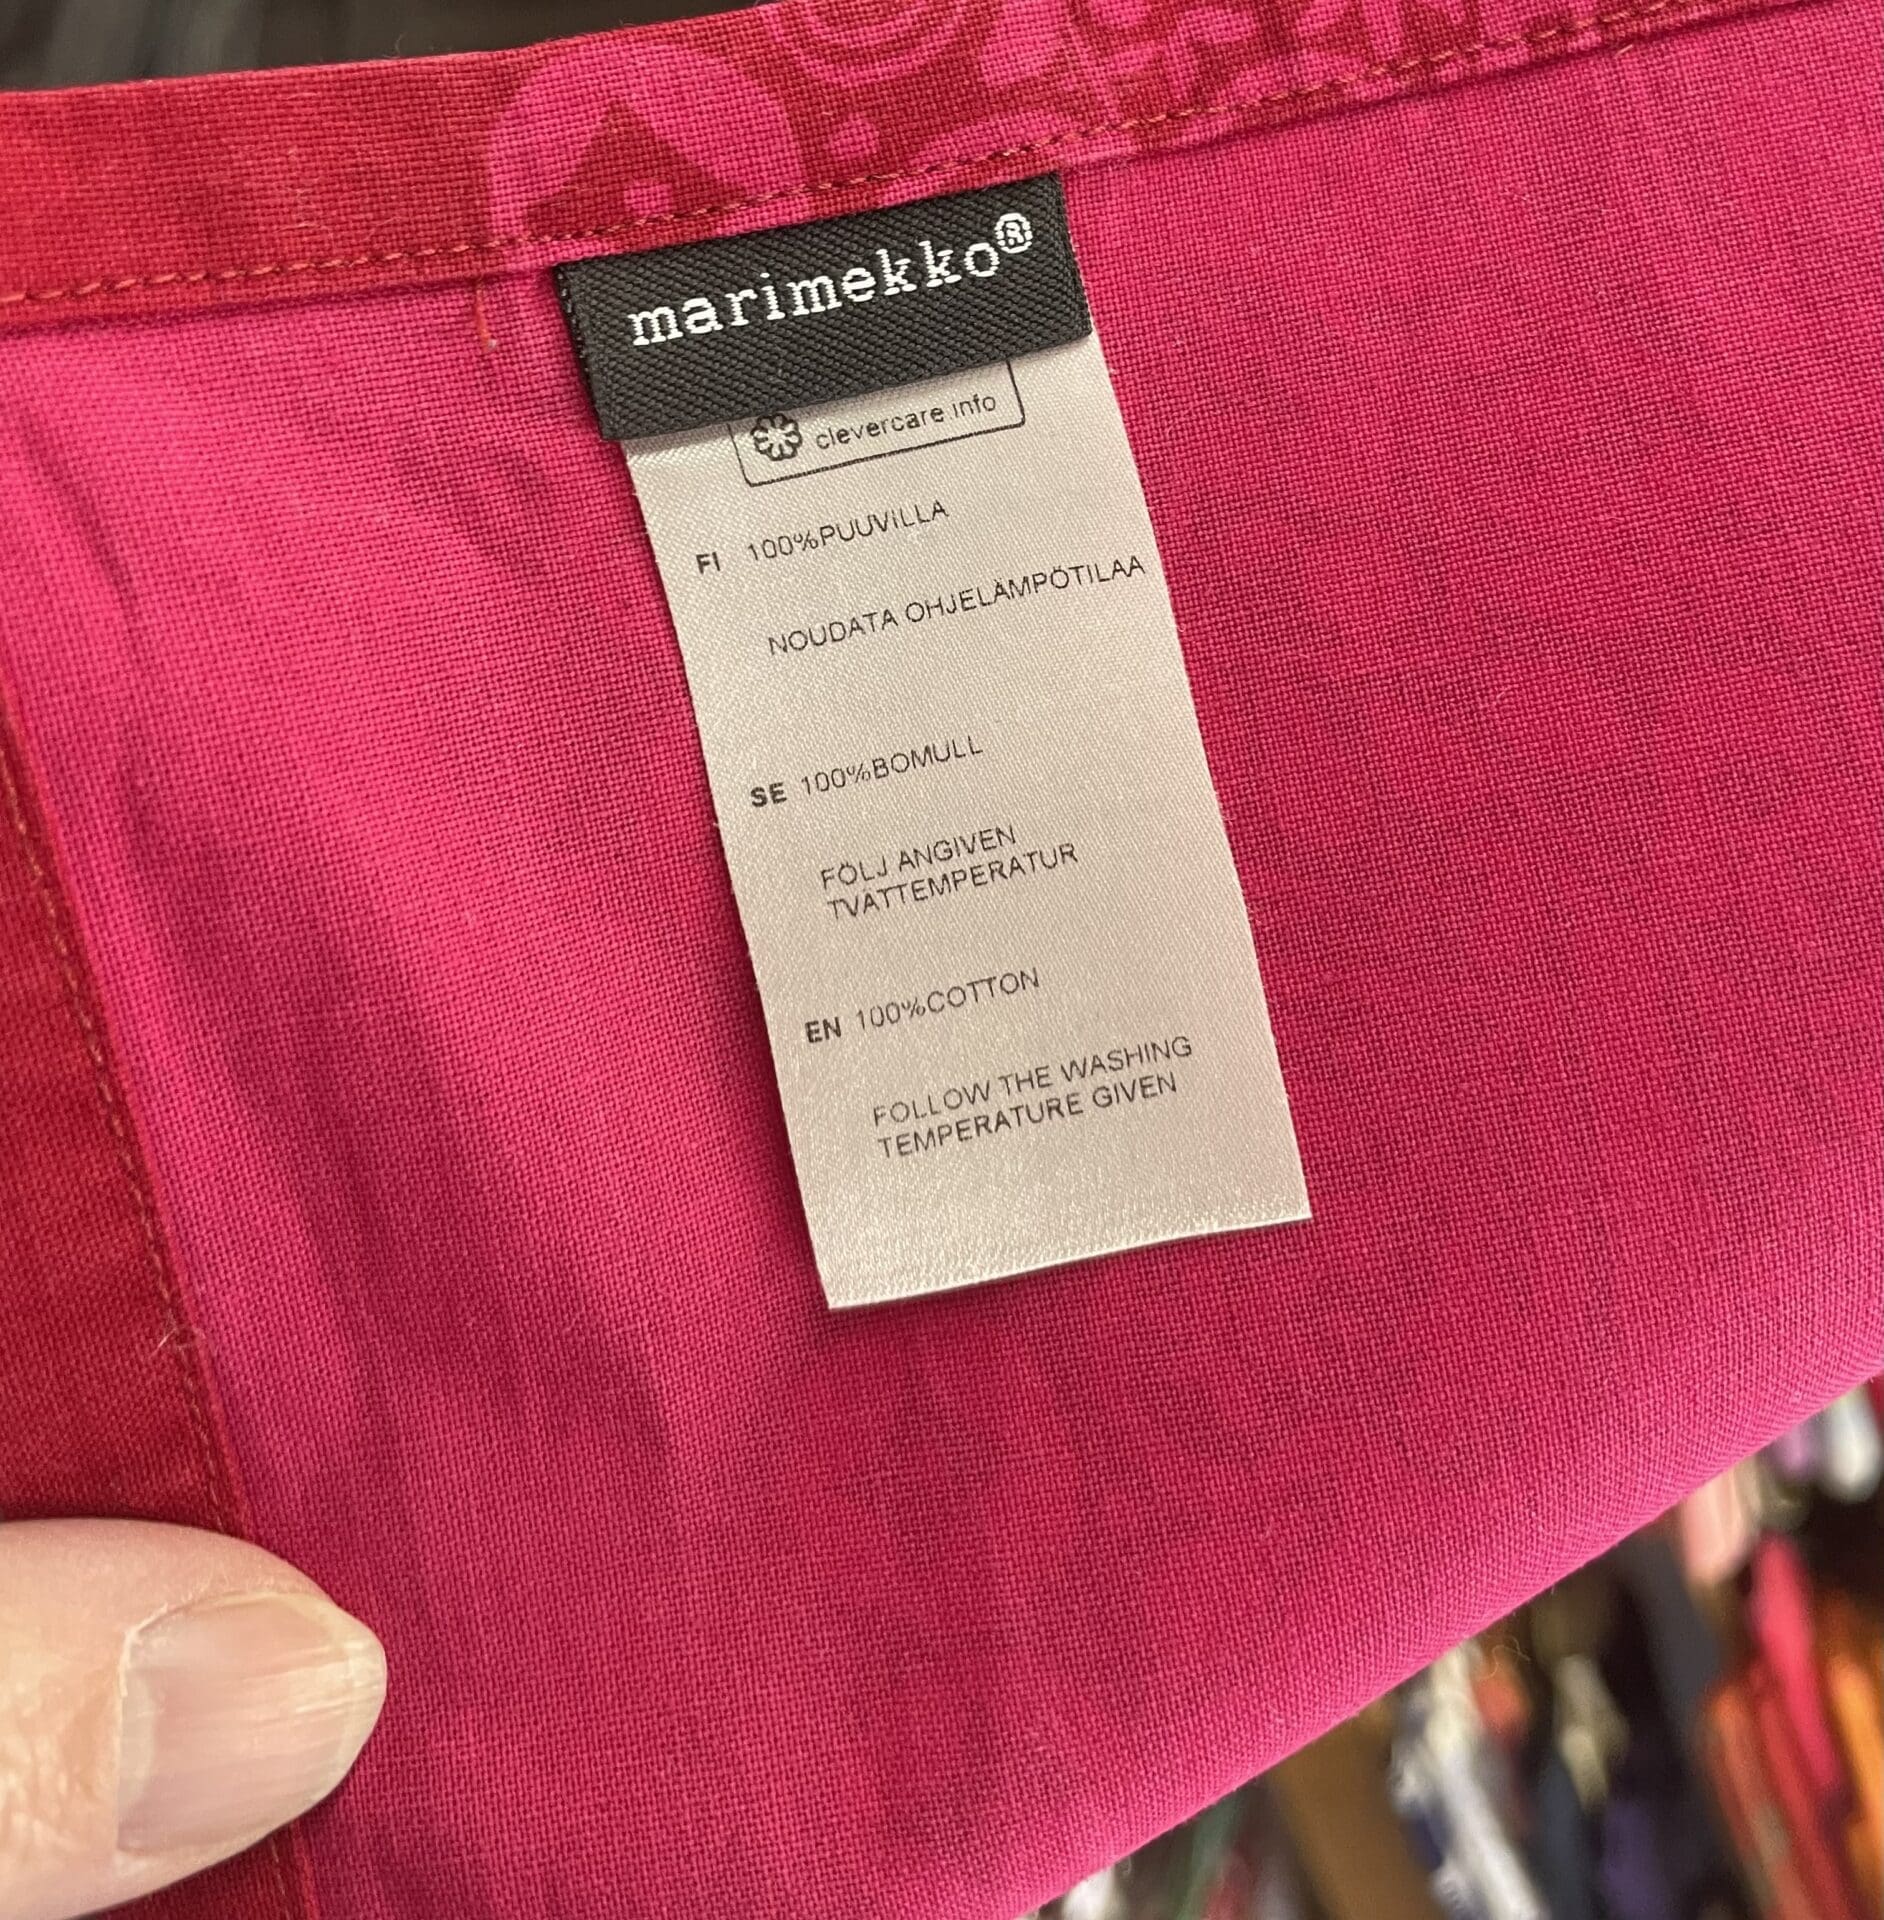 marimekko®
clevercare info
FI 100%PUUVILLA
NOUDATA OHJELÄMPÖTILAA
SE 100%BOMULL
FÖLJ ANGIVEN
TVÄTTEMPERATUR
EN 100%COTTON
FOLLOW THE WASHING
TEMPERATURE GIVEN